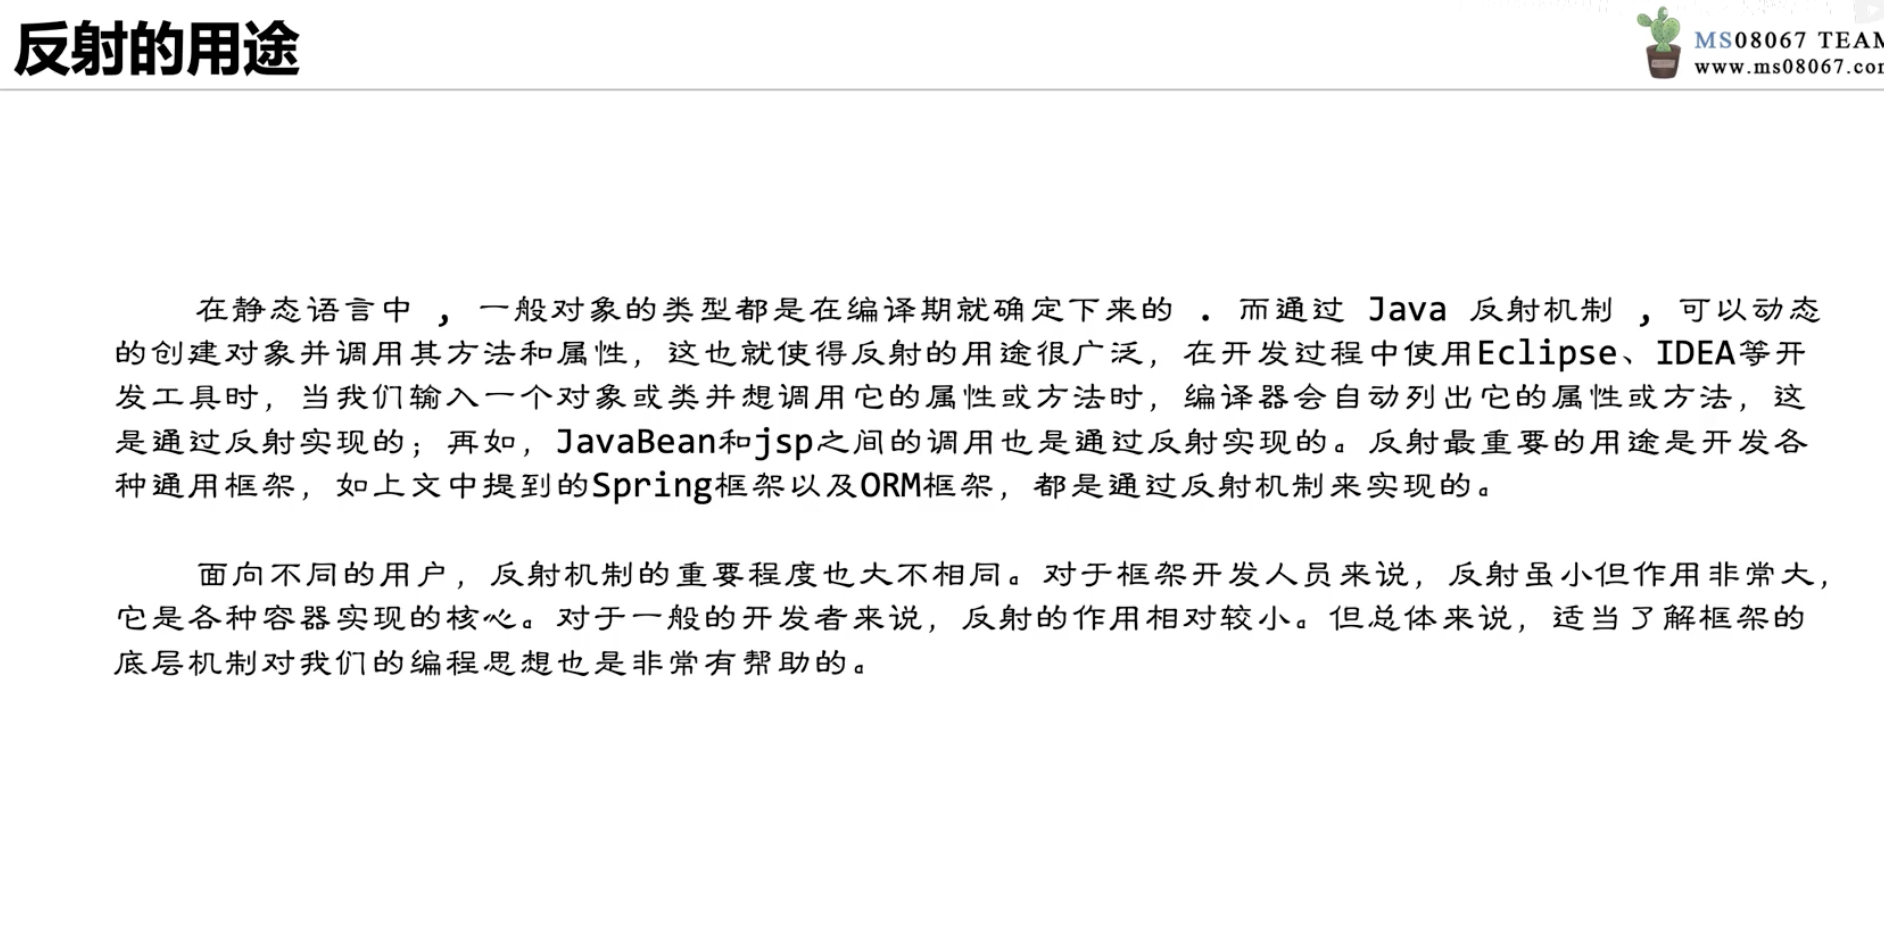 反射的用途
MS08067 TEAM
www.ms08067.com
在静态语言中 , 一般对象的类型都是在编译期就确定下来的 . 而通过 Java 反射机制 , 可以动态
的创建对象并调用其方法和属性，这也就使得反射的用途很广泛，在开发过程中使用Eclipse、IDEA等开
发工具时，当我们输入一个对象或类并想调用它的属性或方法时，编译器会自动列出它的属性或方法，这
是通过反射实现的；再如，JavaBean和jsp之间的调用也是通过反射实现的。反射最重要的用途是开发各
种通用框架，如上文中提到的Spring框架以及ORM框架，都是通过反射机制来实现的。
面向不同的用户，反射机制的重要程度也大不相同。对于框架开发人员来说，反射虽小但作用非常大，
它是各种容器实现的核心。对于一般的开发者来说，反射的作用相对较小。但总体来说，适当了解框架的
底层机制对我们的编程思想也是非常有帮助的。